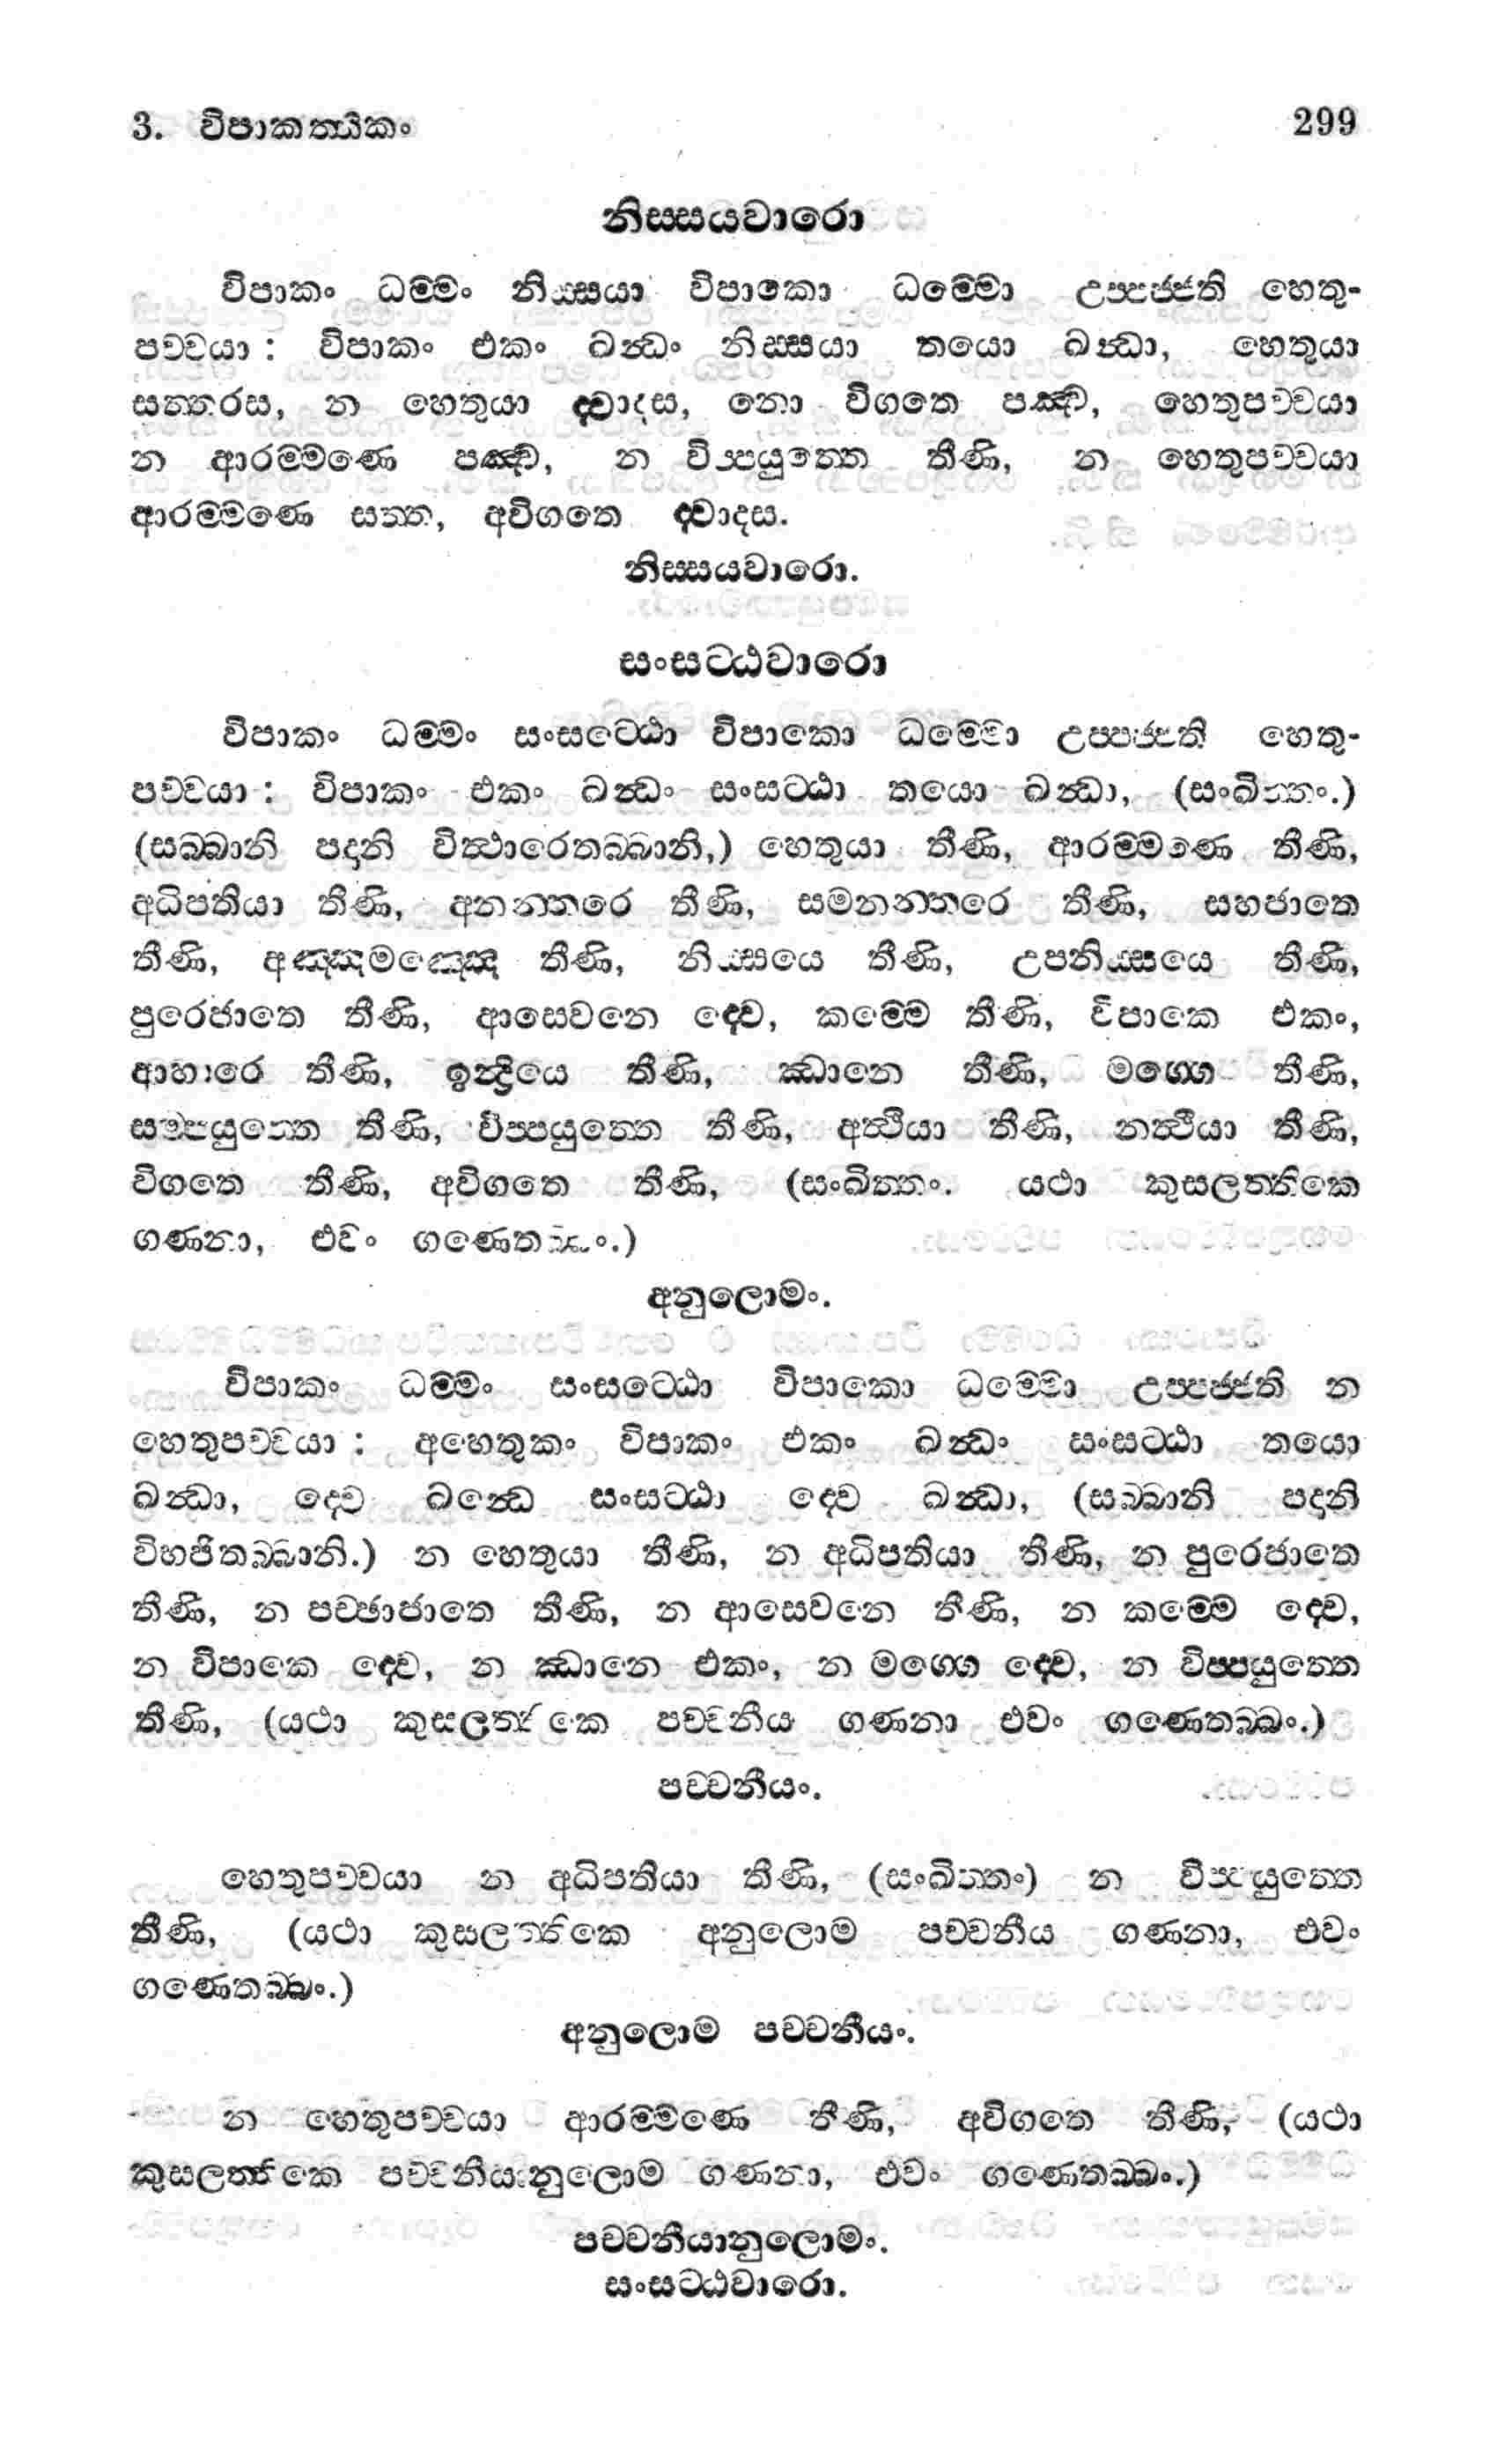 3. විපාකත්තිකං 299
නිස්සයවාරො
විපාකං ධම්මං නිස්සයා විපාකො ධම්මො උප්පජ්ජති හෙතු-
පච්චයා : විපාකං එකං ඛන්ධං නිස්සයා තයො ඛන්ධා, හෙතුයා
සත්තරස, න හෙතුයා ද්වාදස, නො විගතෙ පඤ්ච, හෙතුපච්චයා
න ආරම්මණෙ පඤ්ච, න විප්පයුත්තෙ තීණි, න හෙතුපච්චයා
ආරම්මණෙ සත්ත, අවිගතෙ ද්වාදස.
නිස්සයවාරො.
සංසට්ඨවාරො
විපාකං ධම්මං සංසට්ඨො විපාකො ධම්මො උප්පජ්ජති හෙතු-
පච්චයා : විපාකං එකං ඛන්ධං සංසට්ඨා තයො ඛන්ධා, (සංඛිත්තං.)
(සබ්බානි පදානි විත්ථාරෙතබ්බානි,) හෙතුයා තීණි, ආරම්මණෙ තීණි,
අධිපතියා තීණි, අනන්තරෙ තීණි, සමනන්තරෙ තීණි, සහජාතෙ
තීණි, අඤ්ඤමඤ්ඤෙ තීණි, නිස්සයෙ තීණි, උපනිස්සයෙ තීණි,
පුරෙජාතෙ තීණි, ආසෙවනෙ ද්වෙ, කම්මෙ තීණි, විපාකෙ එකං,
ආහාරෙ තීණි, ඉන්ද්‍රියෙ තීණි, ඣානෙ තීණි, මග්ගෙ තීණි,
සම්පයුත්තෙ තීණි, විප්පයුත්තෙ තීණි, අත්ථියා තීණි, නත්ථියා තීණි,
විගතෙ තීණි, අවිගතෙ තීණි, (සංඛිත්තං. යථා කුසලත්තිකෙ
ගණනා, එවං ගණෙතබ්බං.)
අනුලොමං.
විපාකං ධම්මං සංසට්ඨො විපාකො ධම්මො උප්පජ්ජති න
හෙතුපච්චයා : අහෙතුකං විපාකං එකං ඛන්ධං සංසට්ඨා තයො
ඛන්ධා, ද්වෙ ඛන්ධෙ සංසට්ඨා ද්වෙ ඛන්ධා, (සබ්බානි පදානි
විභජිතබ්බානි.) න හෙතුයා තීණි, න අධිපතියා තීණි, න පුරෙජාතෙ
තීණි, න පච්ඡාජාතෙ තීණි, න ආසෙවනෙ තීණි, න කම්මෙ ද්වෙ,
න විපාකෙ ද්වෙ, න ඣානෙ එකං, න මග්ගෙ ද්වෙ, න විප්පයුත්තෙ
තීණි, (යථා කුසලත්තිකෙ පච්චනීය ගණනා එවං ගණෙතබ්බං.)
පච්චනීයං.
හෙතුපච්චයා න අධිපතියා තීණි, (සංඛිත්තං) න විප්පයුත්තෙ
තීණි, (යථා කුසලත්තිකෙ අනුලොම පච්චනීය ගණනා, එවං
ගණෙතබ්බං.)
අනුලොම පච්චනීයං.
න හෙතුපච්චයා ආරම්මණෙ තීණි, අවිගතෙ තීණි, (යථා
කුසලත්තිකෙ පච්චනීයානුලොම ගණනා, එවං ගණෙතබ්බං.)
පච්චනීයානුලොමං.
සංසට්ඨවාරො.